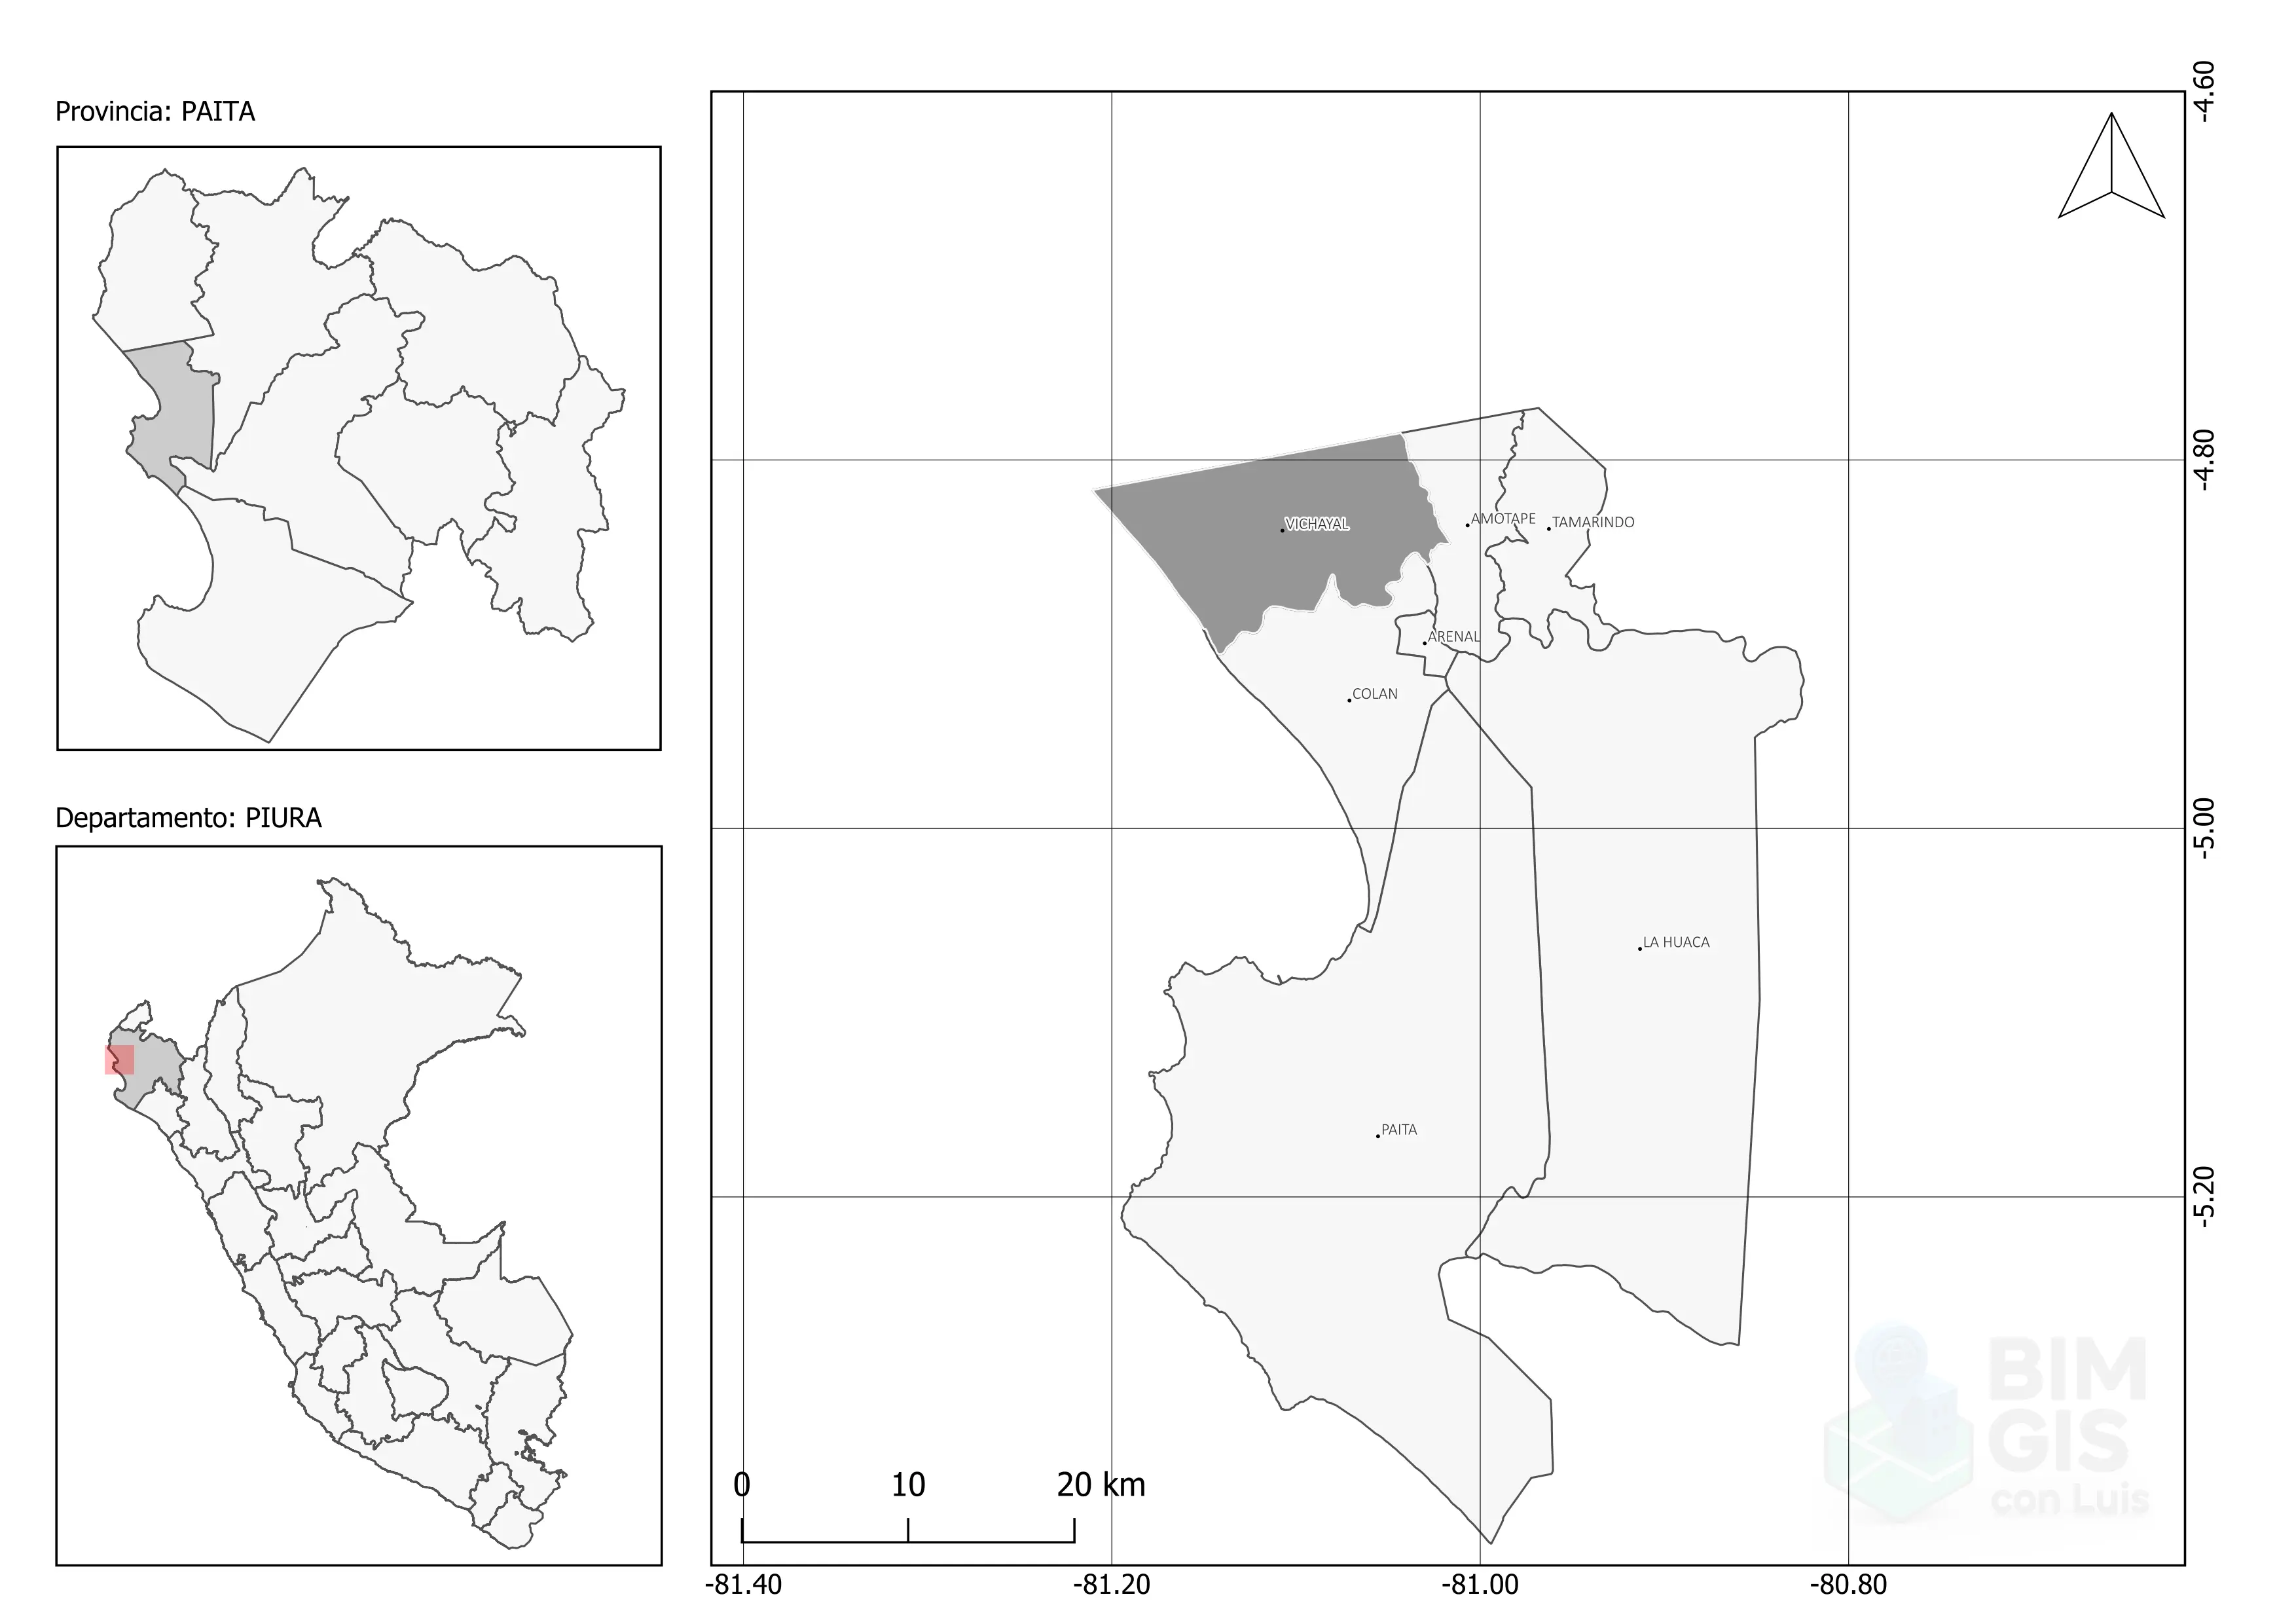 Provincia: PAITA
Departamento: PIURA
-4.60
-4.80
-5.00
-5.20
VICHAYAL
AMOTAPE
TAMARINDO
ARENAL
COLAN
LA HUACA
PAITA
0 10 20 km
-81.40 -81.20 -81.00 -80.80
BIM
GIS
con Luis